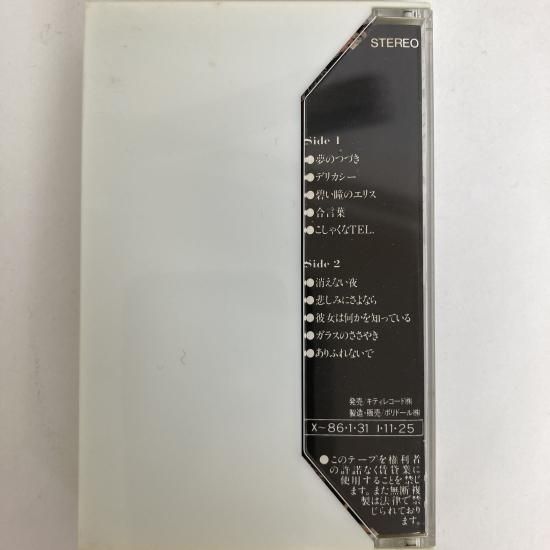 STEREO
Side 1
●夢のつづき
●デリカシー
●碧い瞳のエリス
●合言葉
●こしゃくなTEL.
Side 2
●消えない夜
●悲しみにさよなら
●彼女は何かを知っている
●ガラスのささやき
●ありふれないで
発売/キティレコード㈱
製造・販売/ポリドール㈱
X〜86・1・31 1・11・25
●このテープを権利者
の許諾なく賃貸業に
使用することを禁じ
ます。また無断複
製は法律で禁
じられており
ます。